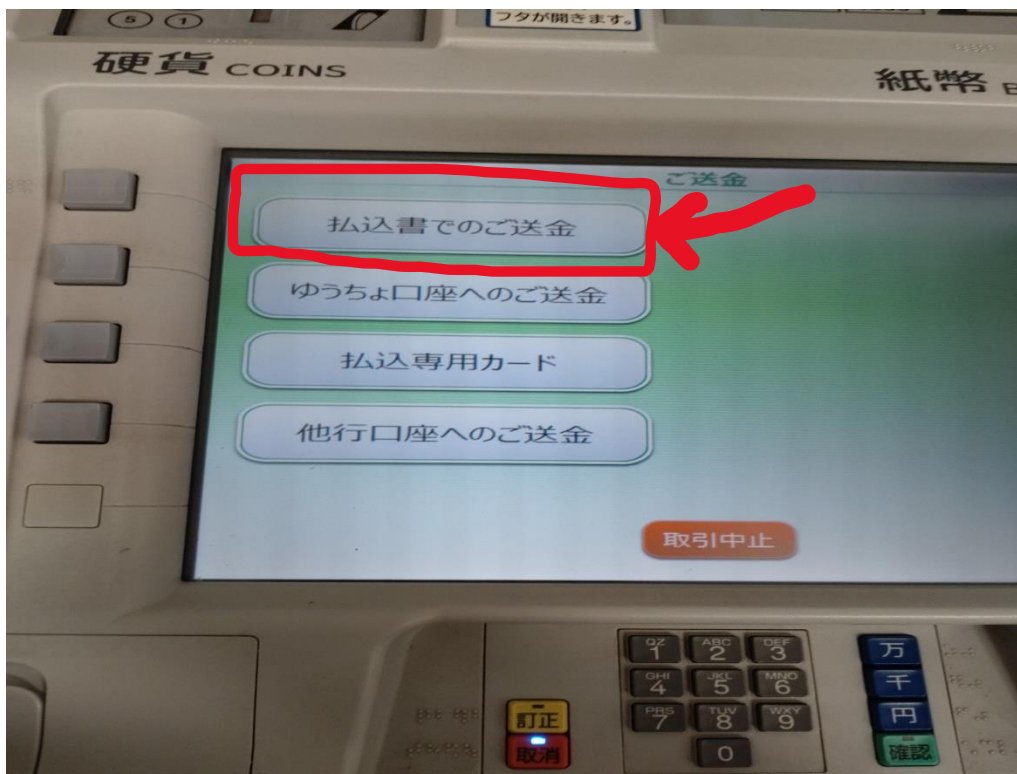 5 1
フタが開きます。
硬貨 COINS
紙幣
ご送金
払込書でのご送金
ゆうちょ口座へのご送金
払込専用カード
他行口座へのご送金
取引中止
QZ ABC DEF
1 2 3 万
GHI JKL MNO
4 5 6 千
PRS TUV WXY
訂正 7 8 9 円
取消 0 確認